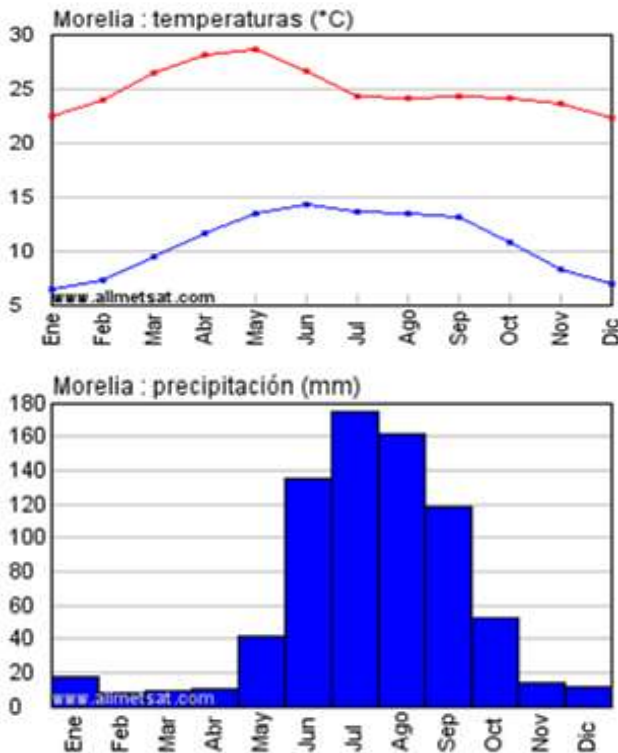 Morelia : temperaturas (°C)
30
25
20
15
10
5
www.allmetsat.com
Ene Feb Mar Abr May Jun Jul Ago Sep Oct Nov Dic
Morelia : precipitación (mm)
180
160
140
120
100
80
60
40
20
0
www.allmetsat.com
Ene Feb Mar Abr May Jun Jul Ago Sep Oct Nov Dic